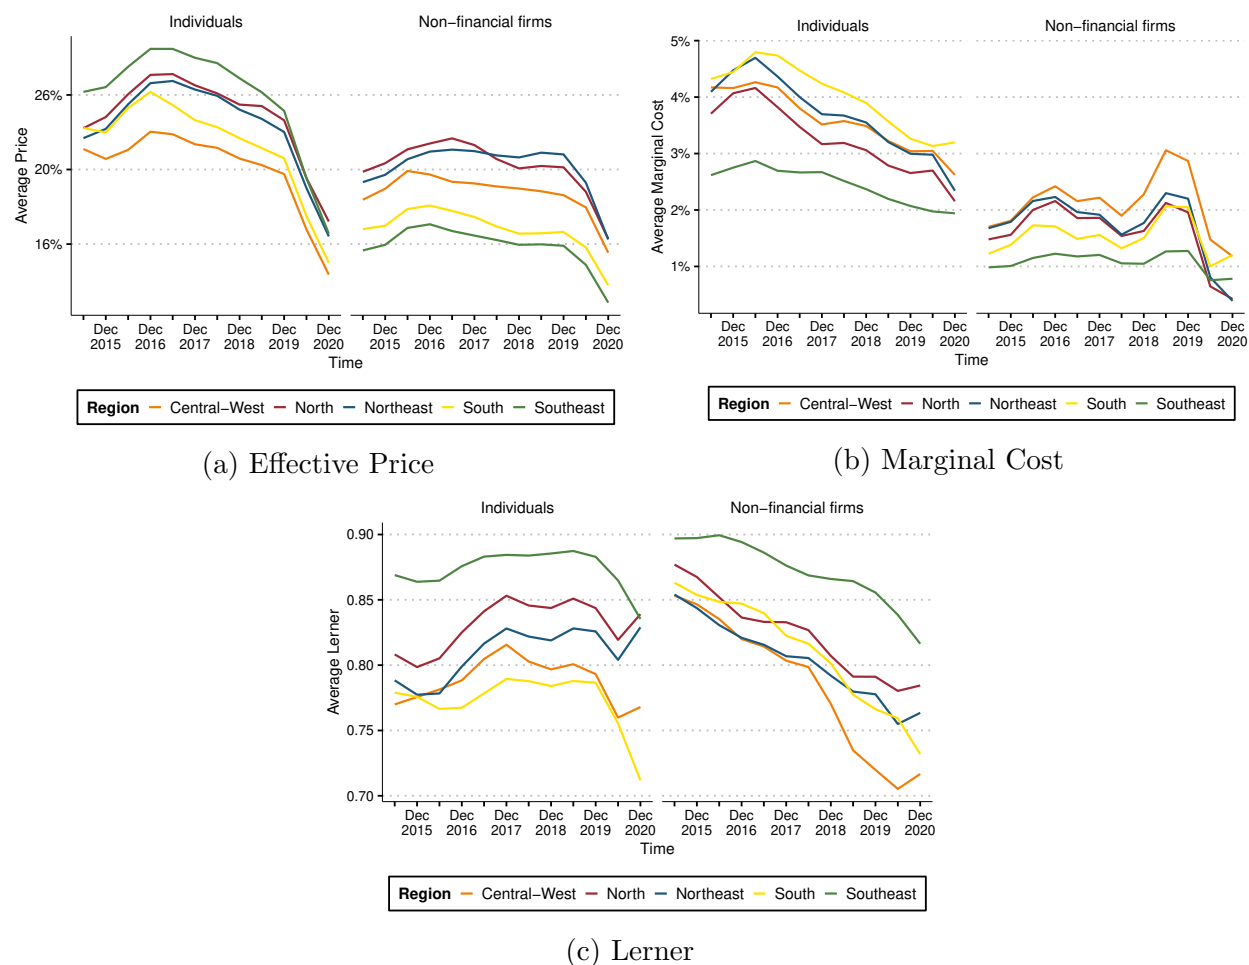 Individuals
Non-financial firms
Average Price
26%
20%
16%
Dec Dec Dec Dec Dec Dec Dec Dec Dec Dec Dec Dec
2015 2016 2017 2018 2019 2020 2015 2016 2017 2018 2019 2020
Time
Region Central-West North Northeast South Southeast
(a) Effective Price
Individuals
Non-financial firms
Average Marginal Cost
5%
4%
3%
2%
1%
Dec Dec Dec Dec Dec Dec Dec Dec Dec Dec Dec Dec
2015 2016 2017 2018 2019 2020 2015 2016 2017 2018 2019 2020
Time
Region Central-West North Northeast South Southeast
(b) Marginal Cost
Individuals
Non-financial firms
Average Lerner
0.90
0.85
0.80
0.75
0.70
Dec Dec Dec Dec Dec Dec Dec Dec Dec Dec Dec Dec
2015 2016 2017 2018 2019 2020 2015 2016 2017 2018 2019 2020
Time
Region Central-West North Northeast South Southeast
(c) Lerner